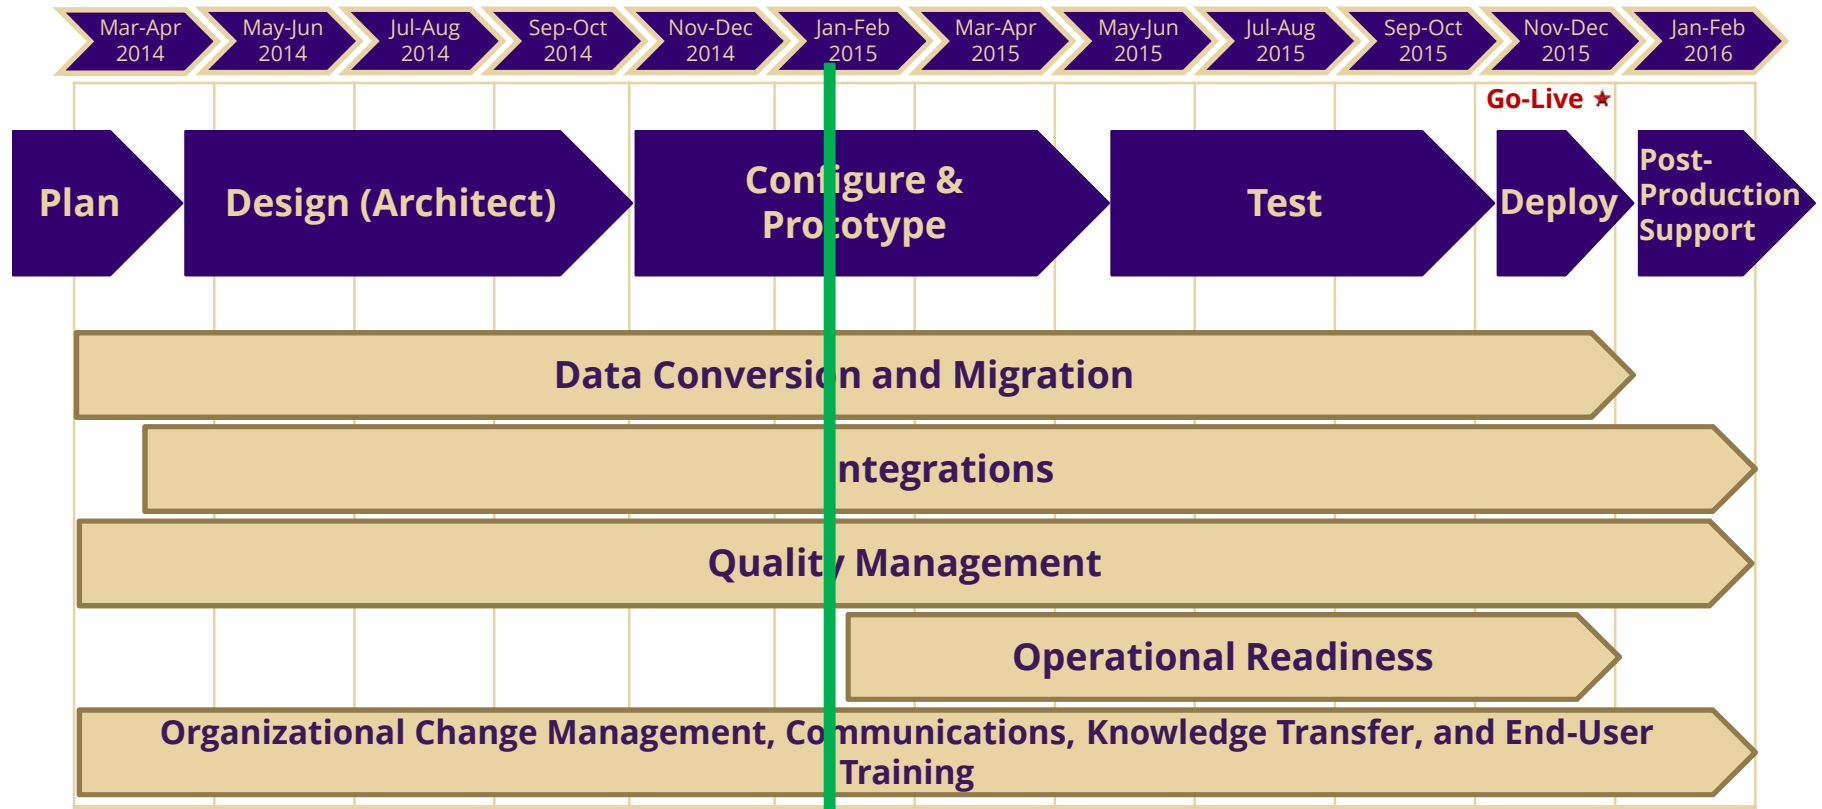 Mar-Apr
2014
May-Jun
2014
Jul-Aug
2014
Sep-Oct
2014
Nov-Dec
2014
Jan-Feb
2015
Mar-Apr
2015
May-Jun
2015
Jul-Aug
2015
Sep-Oct
2015
Nov-Dec
2015
Jan-Feb
2016
Go-Live
Plan
Design (Architect)
Configure &
Prototype
Test
Deploy
Post-
Production
Support
Data Conversion and Migration
Integrations
Quality Management
Operational Readiness
Organizational Change Management, Communications, Knowledge Transfer, and End-User
Training